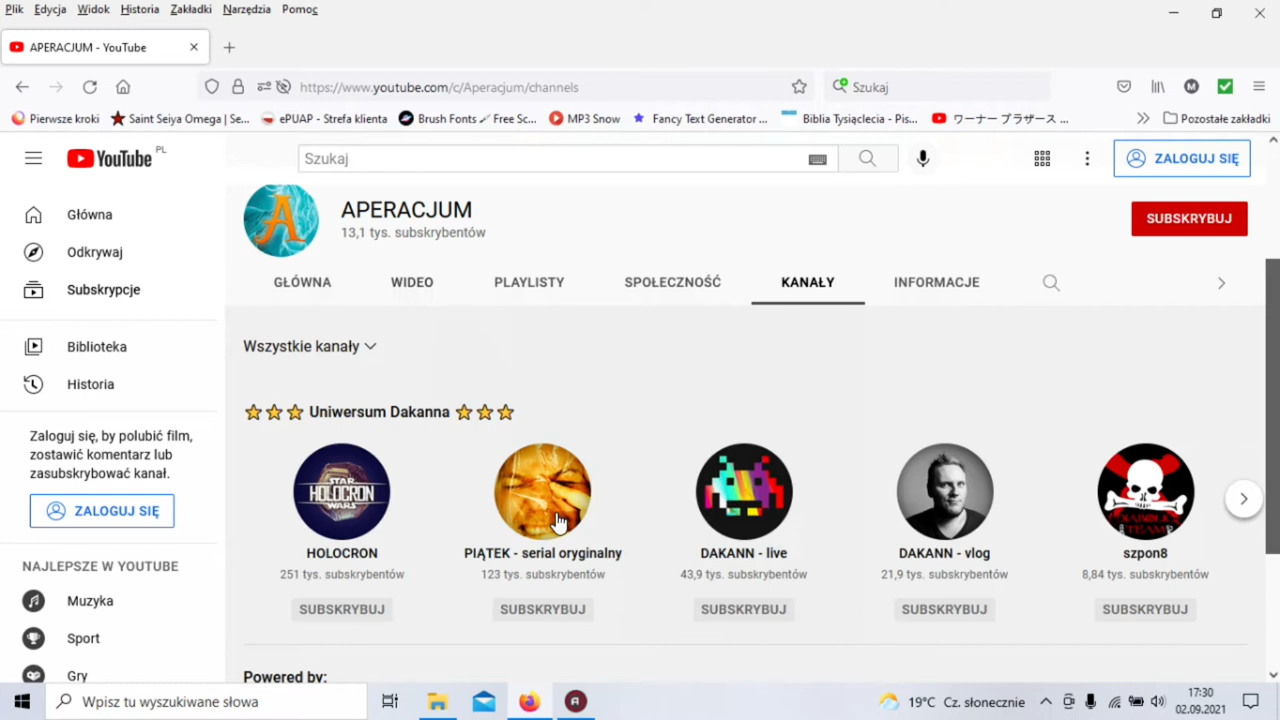 Plik Edycja Widok Historia Zakładki Narzędzia Pomoc
APERACJUM - YouTube
https://www.youtube.com/c/Aperacjum/channels
Szukaj
Pierwsze kroki
Saint Seiya Omega | Se...
ePUAP - Strefa klienta
Brush Fonts / Free Sc...
MP3 Snow
Fancy Text Generator ...
Biblia Tysiąclecia - Pis...
ワーナー ブラザース ...
Pozostałe zakładki
YouTube PL
Szukaj
ZALOGUJ SIĘ
Główna
Odkrywaj
Subskrypcje
Biblioteka
Historia
Zaloguj się, by polubić film,
zostawić komentarz lub
zasubskrybować kanał.
ZALOGUJ SIĘ
NAJLEPSZE W YOUTUBE
Muzyka
Sport
Gry
A
APERACJUM
13,1 tys. subskrybentów
SUBSKRYBUJ
GŁÓWNA WIDEO PLAYLISTY SPOŁECZNOŚĆ KANAŁY INFORMACJE
Wszystkie kanały
Uniwersum Dakanna
STAR
HOLOCRON
WARS
HOLOCRON
251 tys. subskrybentów
SUBSKRYBUJ
PIĄTEK - serial oryginalny
123 tys. subskrybentów
SUBSKRYBUJ
DAKANN - live
43,9 tys. subskrybentów
SUBSKRYBUJ
DAKANN - vlog
21,9 tys. subskrybentów
SUBSKRYBUJ
szpon8
8,84 tys. subskrybentów
SUBSKRYBUJ
Powered by:
Wpisz tu wyszukiwane słowa
19°C Cz. słonecznie
17:30
02.09.2021